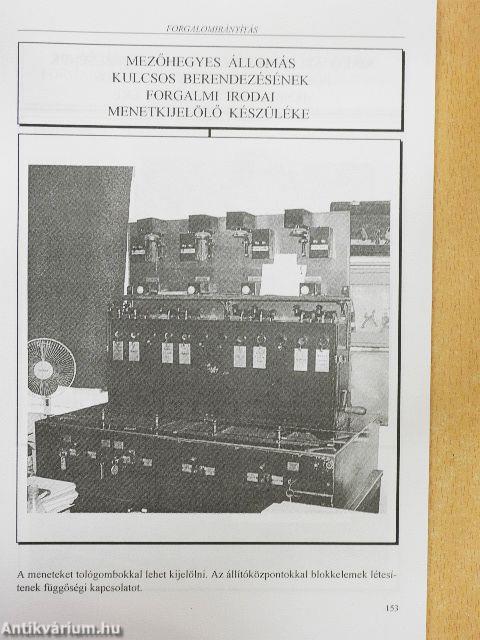 FORGALOMIRÁNYÍTÁS
MEZŐHEGYES ÁLLOMÁS
KULCSOS BERENDEZÉSÉNEK
FORGALMI IRODAI
MENETKIJELÖLŐ KÉSZÜLÉKE
A meneteket tológombokkal lehet kijelölni. Az állítóközpontokkal blokkelemek létesí-
tenek függőségi kapcsolatot.
153
Antikvárium.hu